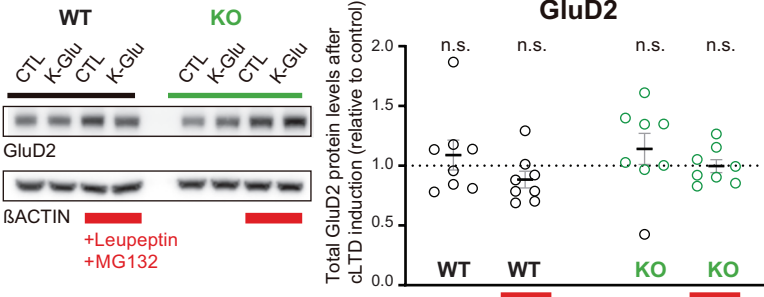 WT KO
CTL K-Glu CTL K-Glu CTL K-Glu CTL K-Glu
GluD2
ßACTIN
+Leupeptin
+MG132
GluD2
Total GluD2 protein levels after
cLTD induction (relative to control)
2.0
1.5
1.0
0.5
0.0
n.s. n.s. n.s. n.s.
WT WT KO KO